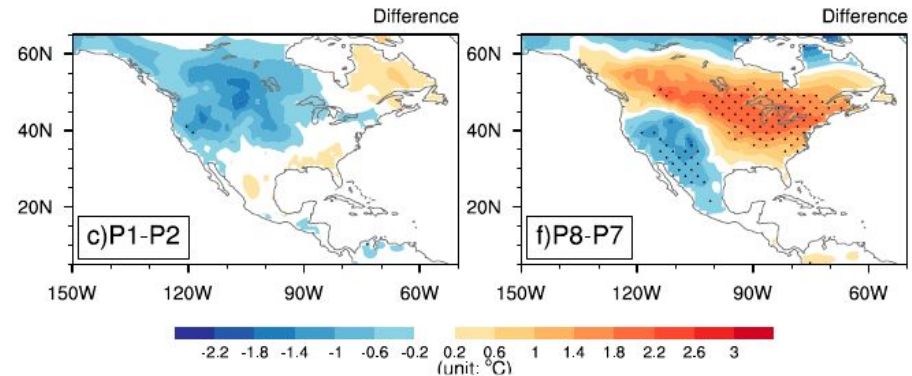 Difference
Difference
60N
40N
20N
c)P1-P2
150W 120W 90W 60W
60N
40N
20N
f)P8-P7
150W 120W 90W 60W
-2.2 -1.8 -1.4 -1 -0.6 -0.2 0.2 0.6 1 1.4 1.8 2.2 2.6 3
(unit: °C)